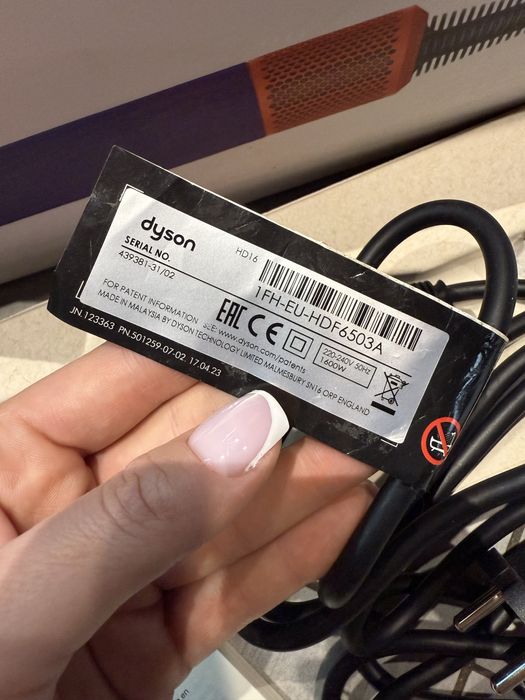 dyson
HD16
SERIAL NO.
439381-31/02
1FH-EU-HDF6503A
FOR PATENT INFORMATION SEE: www.dyson.com/patents
220-240V 50Hz
1600W
EAC CE
MADE IN MALAYSIA BY DYSON TECHNOLOGY LIMITED MALMESBURY SN16 ORP ENGLAND
JN.123363 PN.501259-07-02 17.04.23